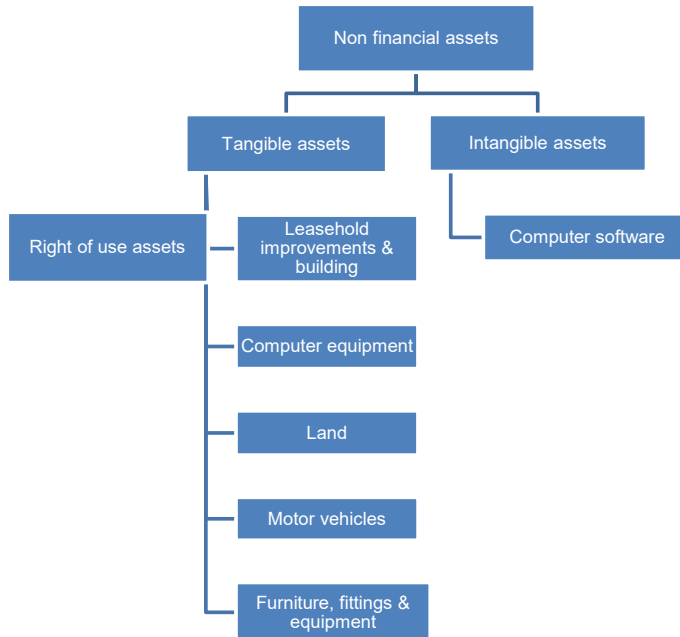 Non financial assets
Tangible assets
Intangible assets
Right of use assets
Leasehold
improvements &
building
Computer software
Computer equipment
Land
Motor vehicles
Furniture, fittings &
equipment